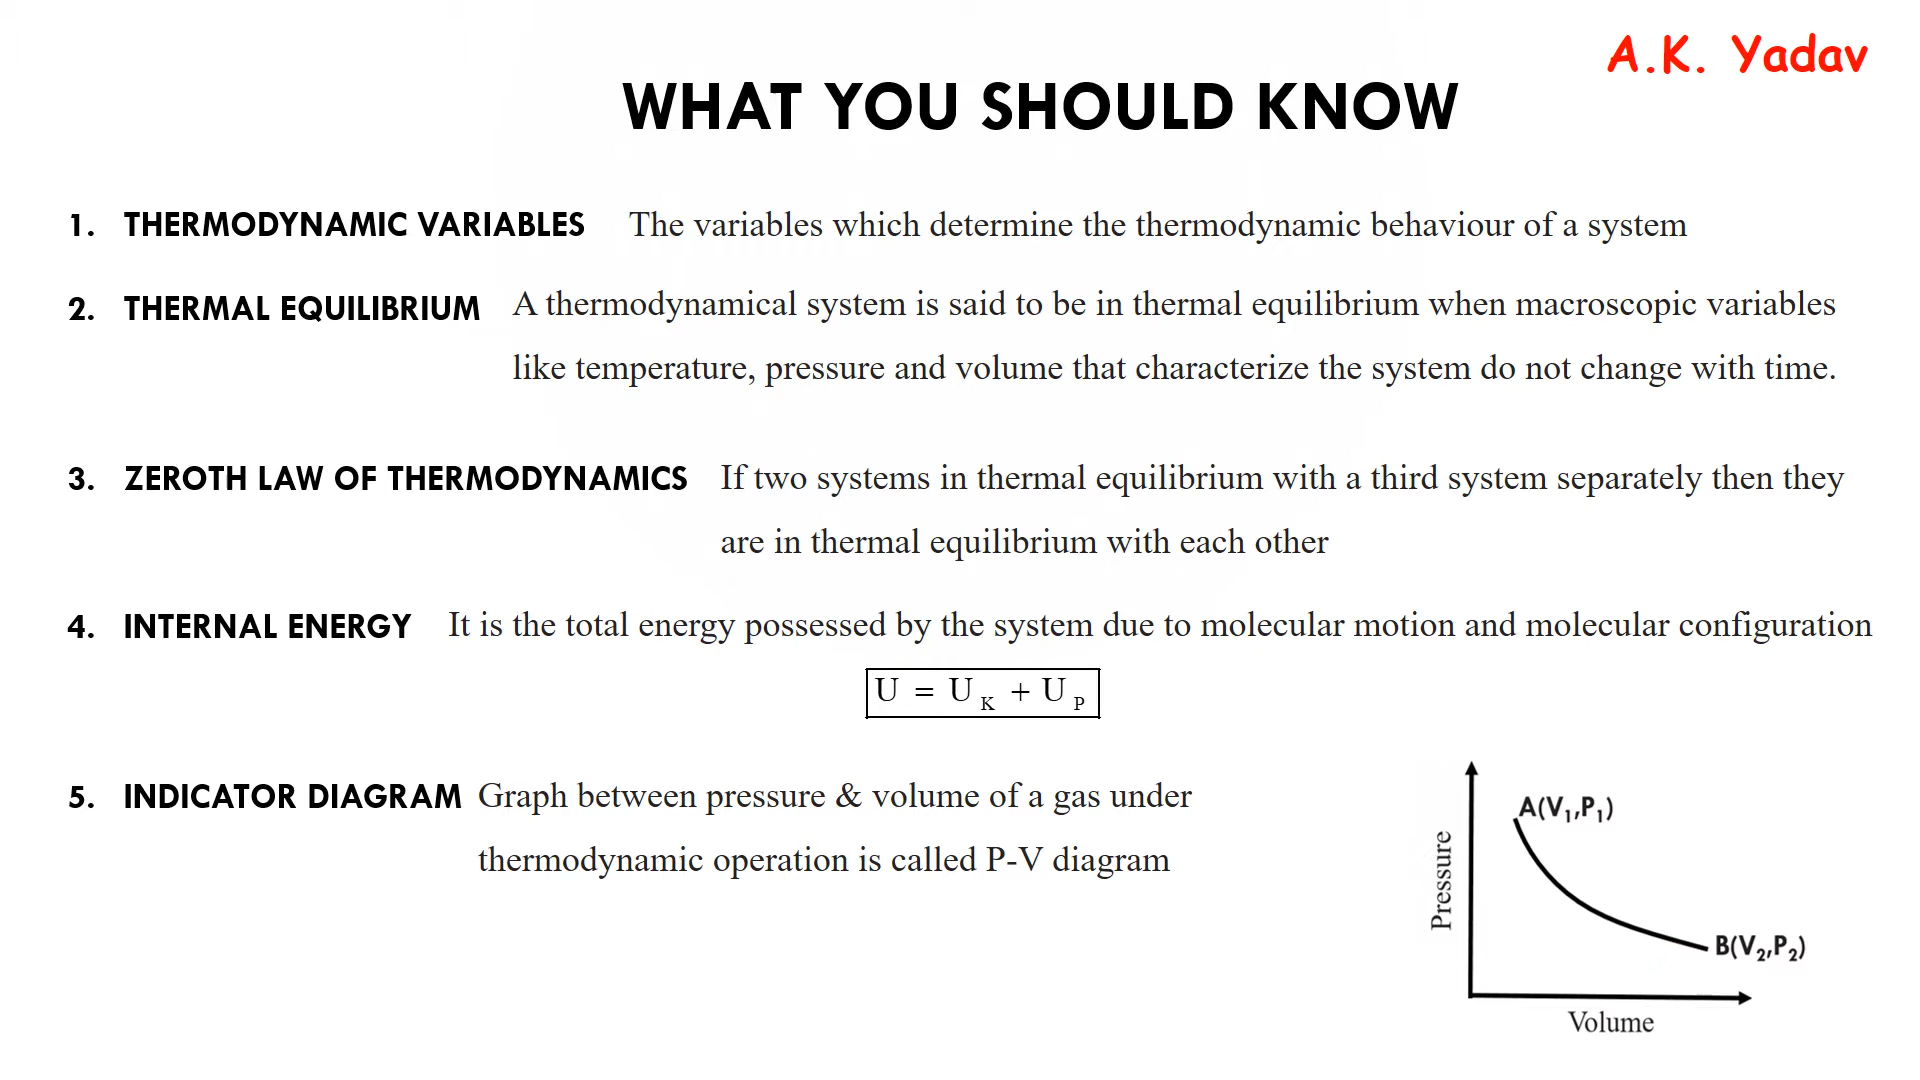 A.K. Yadav
WHAT YOU SHOULD KNOW
1. THERMODYNAMIC VARIABLES The variables which determine the thermodynamic behaviour of a system
2. THERMAL EQUILIBRIUM A thermodynamical system is said to be in thermal equilibrium when macroscopic variables
like temperature, pressure and volume that characterize the system do not change with time.
3. ZEROTH LAW OF THERMODYNAMICS If two systems in thermal equilibrium with a third system separately then they
are in thermal equilibrium with each other
4. INTERNAL ENERGY It is the total energy possessed by the system due to molecular motion and molecular configuration
U = U_K + U_P
5. INDICATOR DIAGRAM Graph between pressure & volume of a gas under
thermodynamic operation is called P-V diagram
A(V₁,P₁)
Pressure
B(V₂,P₂)
Volume